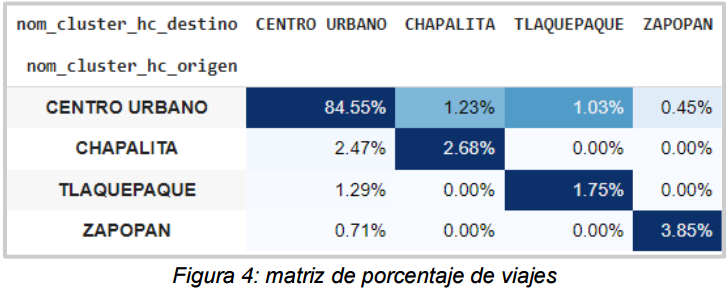 nom_cluster_hc_destino CENTRO URBANO CHAPALITA TLAQUEPAQUE ZAPOPAN
nom_cluster_hc_origen
CENTRO URBANO 84.55% 1.23% 1.03% 0.45%
CHAPALITA 2.47% 2.68% 0.00% 0.00%
TLAQUEPAQUE 1.29% 0.00% 1.75% 0.00%
ZAPOPAN 0.71% 0.00% 0.00% 3.85%
Figura 4: matriz de porcentaje de viajes